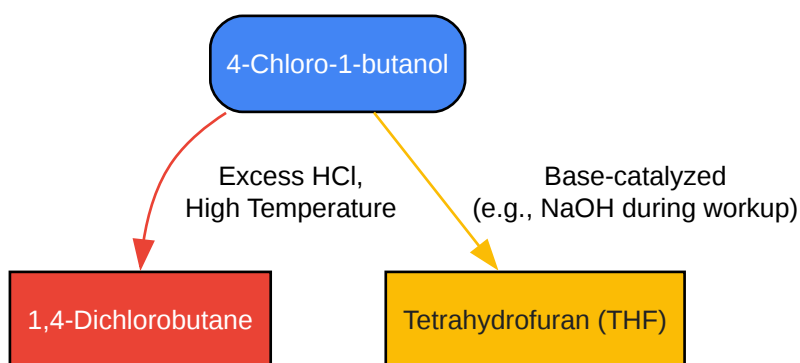 4-Chloro-1-butanol
Excess HCl,
High Temperature
Base-catalyzed
(e.g., NaOH during workup)
1,4-Dichlorobutane
Tetrahydrofuran (THF)